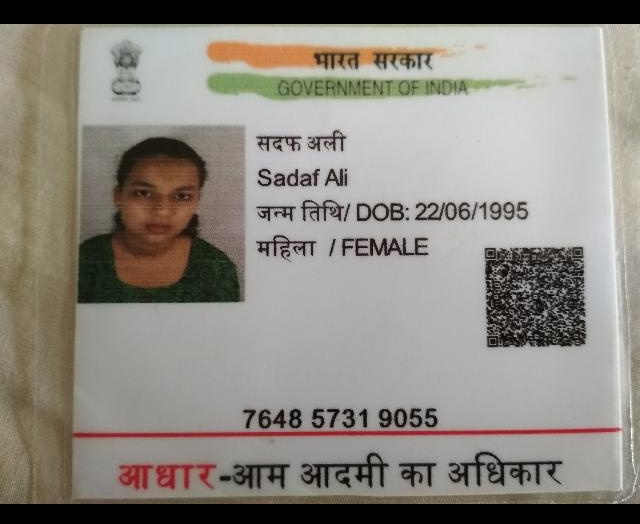 भारत सरकार
GOVERNMENT OF INDIA
सदफ अली
Sadaf Ali
जन्म तिथि/ DOB: 22/06/1995
महिला / FEMALE
7648 5731 9055
आधार-आम आदमी का अधिकार